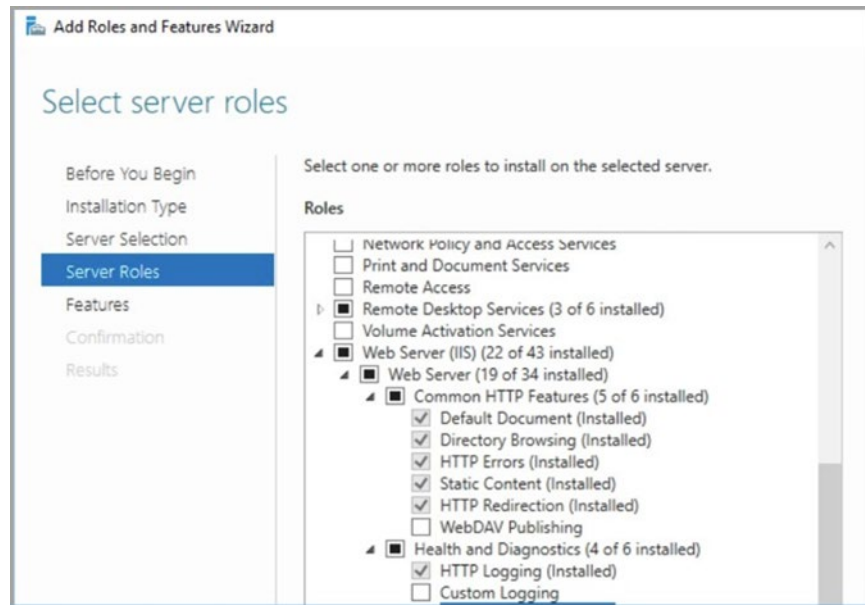 Add Roles and Features Wizard
Select server roles
Before You Begin
Installation Type
Server Selection
Server Roles
Features
Confirmation
Results
Select one or more roles to install on the selected server.
Roles
Network Policy and Access Services
Print and Document Services
Remote Access
Remote Desktop Services (3 of 6 installed)
Volume Activation Services
Web Server (IIS) (22 of 43 installed)
Web Server (19 of 34 installed)
Common HTTP Features (5 of 6 installed)
Default Document (Installed)
Directory Browsing (Installed)
HTTP Errors (Installed)
Static Content (Installed)
HTTP Redirection (Installed)
WebDAV Publishing
Health and Diagnostics (4 of 6 installed)
HTTP Logging (Installed)
Custom Logging